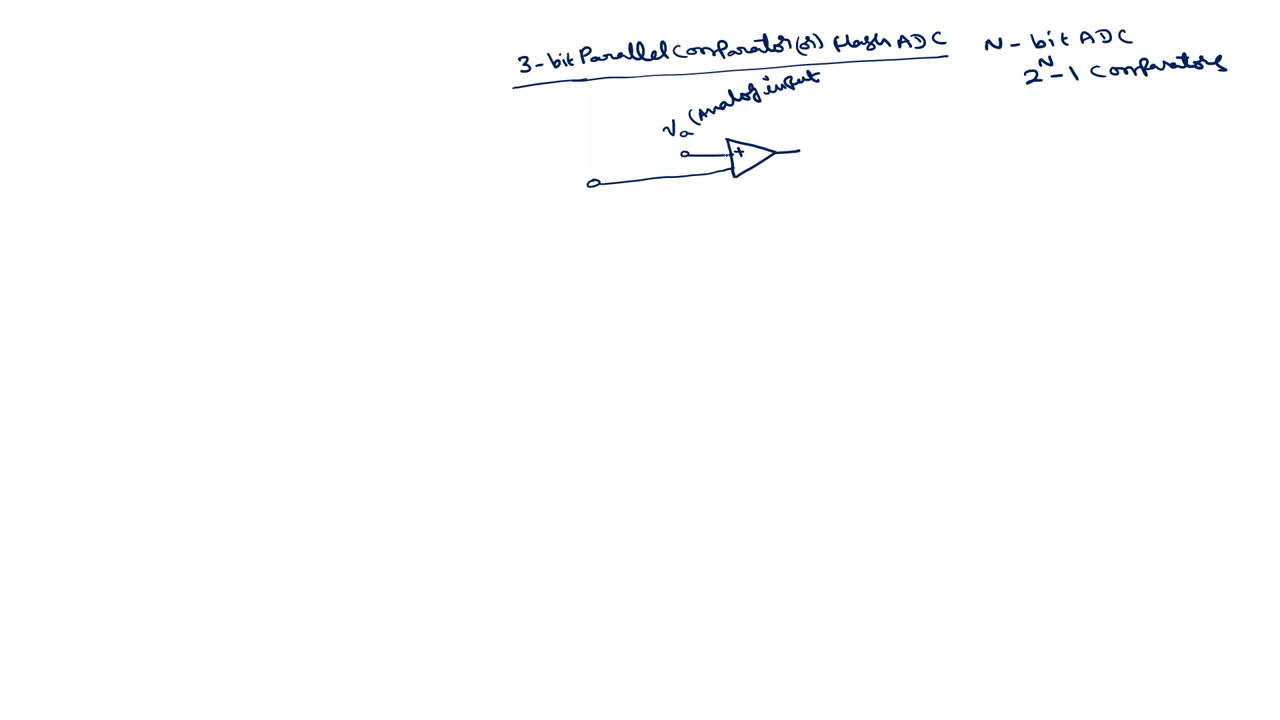 3-bit Parallel Comparator (or) Flash ADC
N-bit ADC
2^N-1 Comparators
Va (Analog input
+